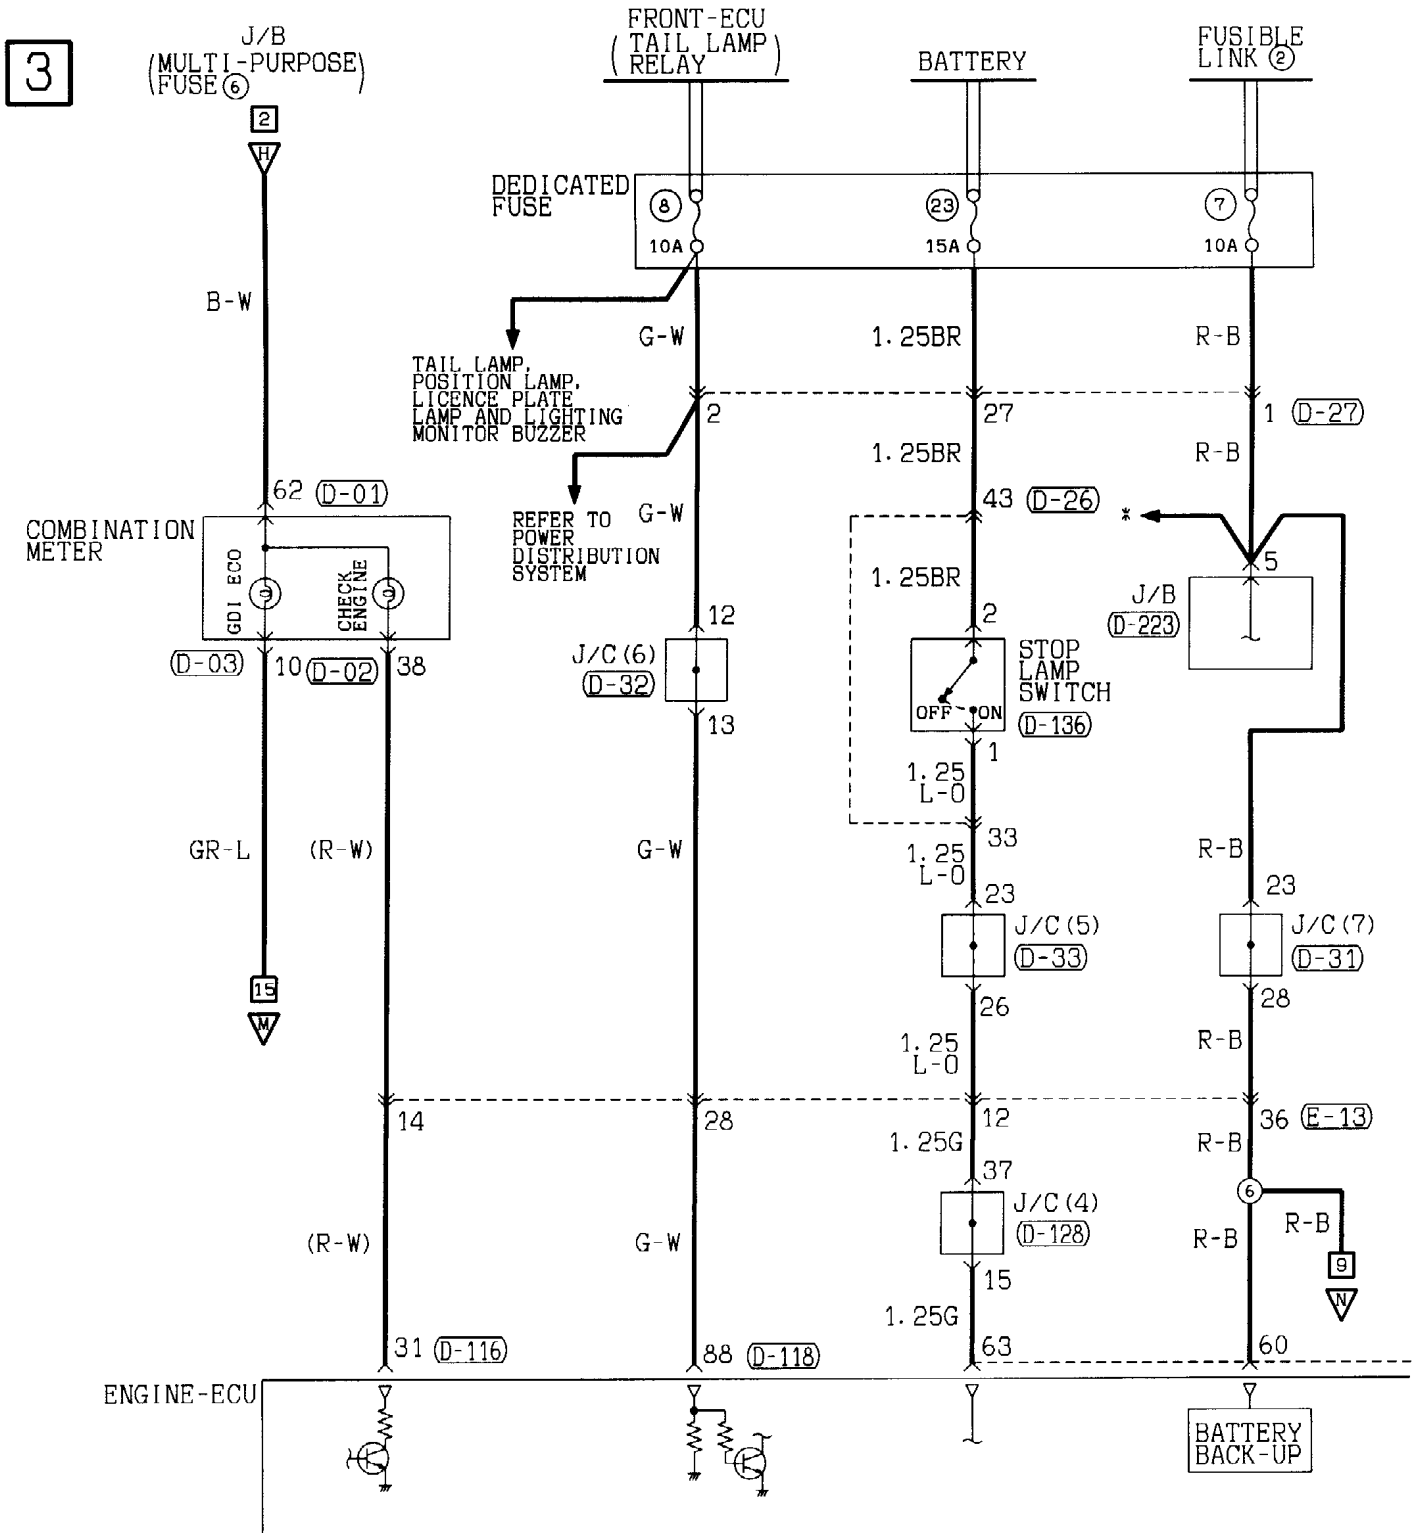 3
J/B
(MULTI-PURPOSE)
FUSE ⑥
2
H
FRONT-ECU
(TAIL LAMP)
RELAY
BATTERY
FUSIBLE
LINK ②
DEDICATED
FUSE
8
10A
23
15A
7
10A
B-W
G-W
1.25BR
R-B
TAIL LAMP,
POSITION LAMP,
LICENCE PLATE
LAMP AND LIGHTING
MONITOR BUZZER
2
27
1 D-27
1.25BR
R-B
62 D-01
G-W
43 D-26
*
REFER TO
POWER
DISTRIBUTION
SYSTEM
COMBINATION
METER
GDI ECO
CHECK
ENGINE
1.25BR
5
J/B
D-223
12
2
D-03 10
D-02 38
J/C(6)
D-32
13
STOP
LAMP
SWITCH
D-136
OFF ON
1
1.25
L-O
33
GR-L
(R-W)
G-W
1.25
L-O
R-B
23
23
J/C(5)
D-33
J/C(7)
D-31
15
M
26
28
1.25
L-O
R-B
14
28
12
36 E-13
1.25G
R-B
37
6
J/C(4)
D-128
R-B
R-B
(R-W)
G-W
9
N
15
1.25G
31 D-116
88 D-118
63
60
ENGINE-ECU
BATTERY
BACK-UP